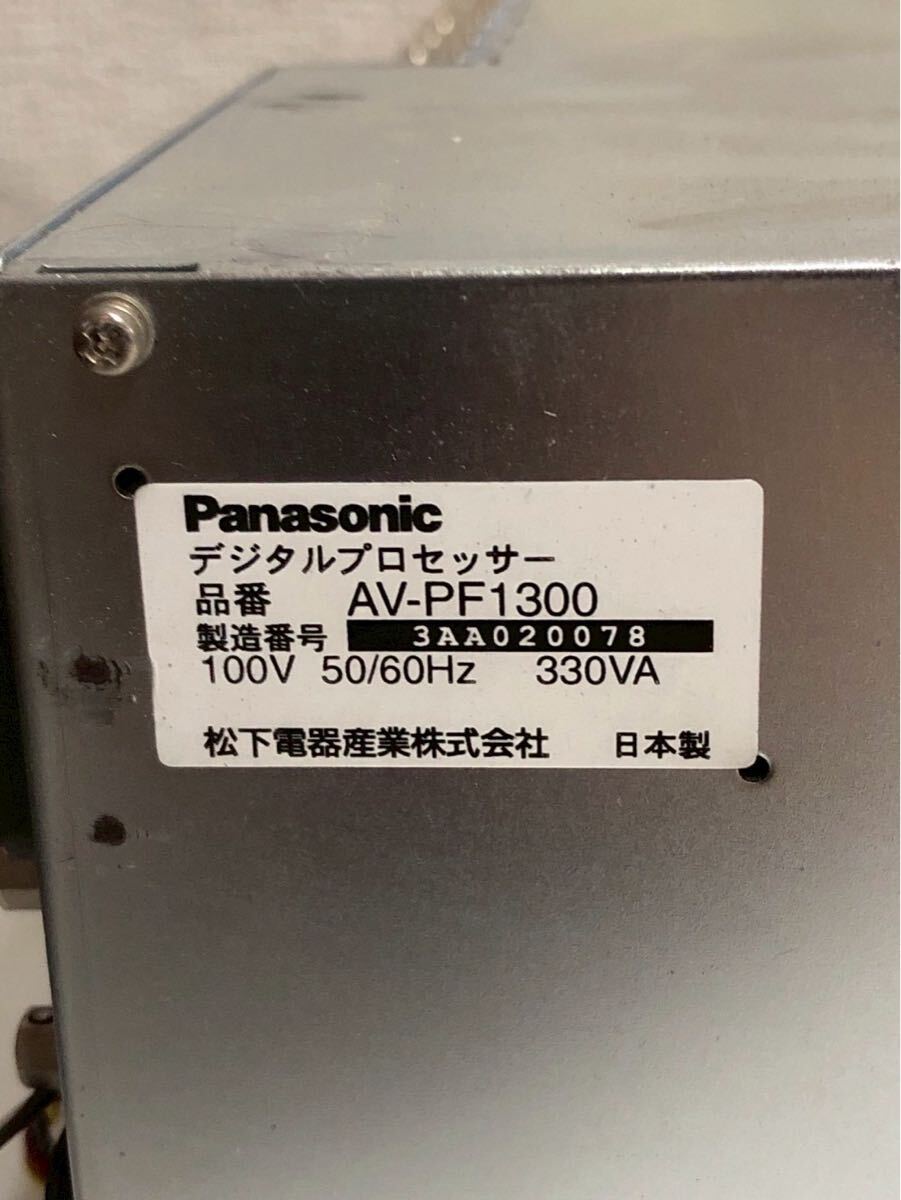 Panasonic
デジタルプロセッサー
品番 AV-PF1300
製造番号 3AA020078
100V 50/60Hz 330VA
松下電器産業株式会社 日本製